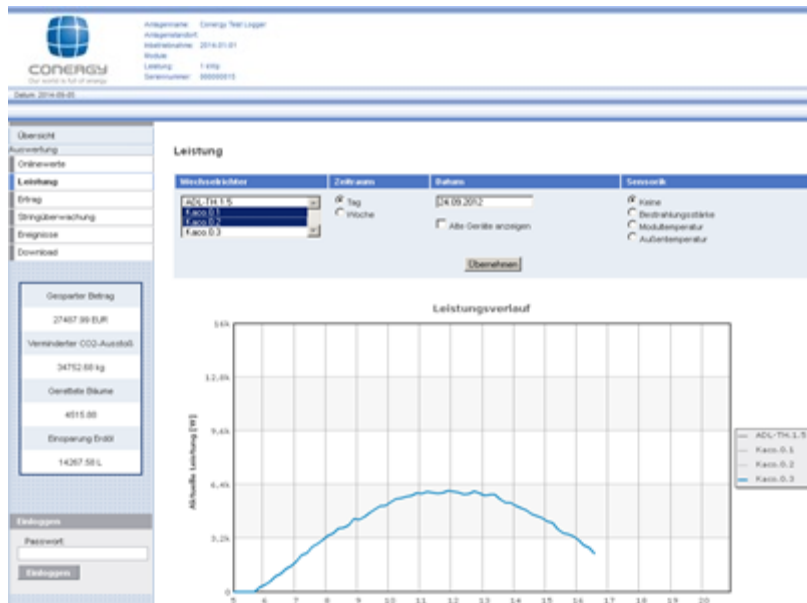 CONERGY
Our world is full of energy
Anlagenname: Conergy Test Logger
Anlagenstandort:
Inbetriebnahme: 2014-01-01
Module:
Leistung: 1 kWp
Seriennummer: 000000015
Datum: 2014-09-05
Übersicht
Auswertung
Onlinewerte
Leistung
Ertrag
Stringüberwachung
Ereignisse
Download
Gesparter Betrag
27487.99 EUR
Verminderter CO2-Ausstoß
34752.68 kg
Gerettete Bäume
4515.88
Einsparung Erdöl
14267.58 L
Einloggen
Passwort:
Einloggen
Leistung
Wechselrichter Zeitraum Datum Sensorik
ADL-TH.1.5
Kaco.0.1
Kaco.0.2
Kaco.0.3
Tag
Woche
24.09.2012
Alte Geräte anzeigen
Keine
Bestrahlungsstärke
Modultemperatur
Außentemperatur
Übernehmen
Leistungsverlauf
Aktuelle Leistung [W]
16k
12.8k
9.6k
6.4k
3.2k
0
5 6 7 8 9 10 11 12 13 14 15 16 17 18 19 20
ADL-TH.1.5
Kaco.0.1
Kaco.0.2
Kaco.0.3